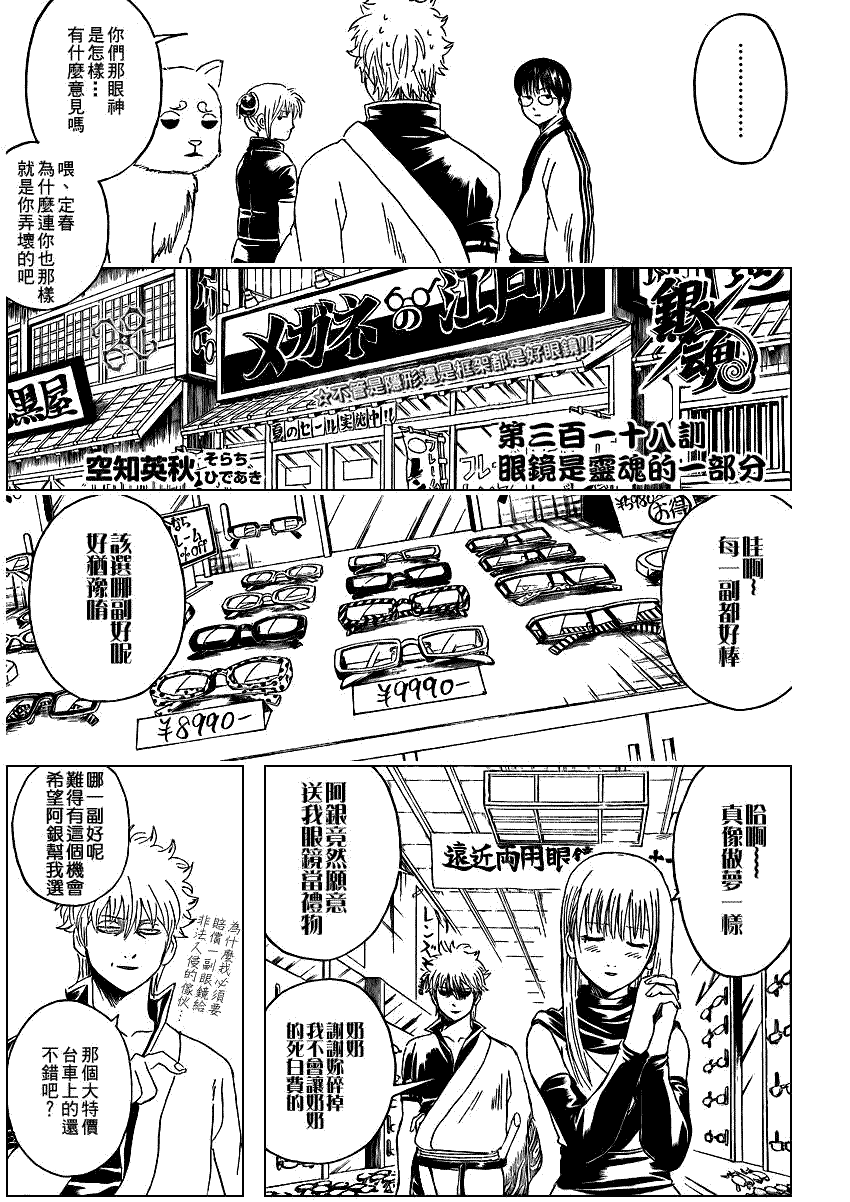 …………
你們那眼神
是怎樣…
有什麼意見嗎
喂、定春
為什麼連你也那樣
就是你弄壞的吧
銀魂
メガネの江戸川
☆不管是隱形還是框架都是好眼鏡!!
夏のセール実施中!!
黒屋
第三百一十八訓
眼鏡是靈魂的一部分
空知英秋
そらち
ひであき
哇啊~
每一副都好棒
該選哪副好呢
好猶豫唷
¥5980-
お得
¥9990-
¥8990-
哈啊~~
真像做夢一樣
遠近両用眼鏡
レンズ
阿銀竟然願意
送我眼鏡當禮物
奶奶
謝謝妳碎掉
我不會讓奶奶
的死白費的
哪一副好呢
難得有這個機會
希望阿銀幫我選
為什麼我必須要
賠償一副眼鏡給
非法入侵的傢伙…
那個大特價
台車上的還
不錯吧？